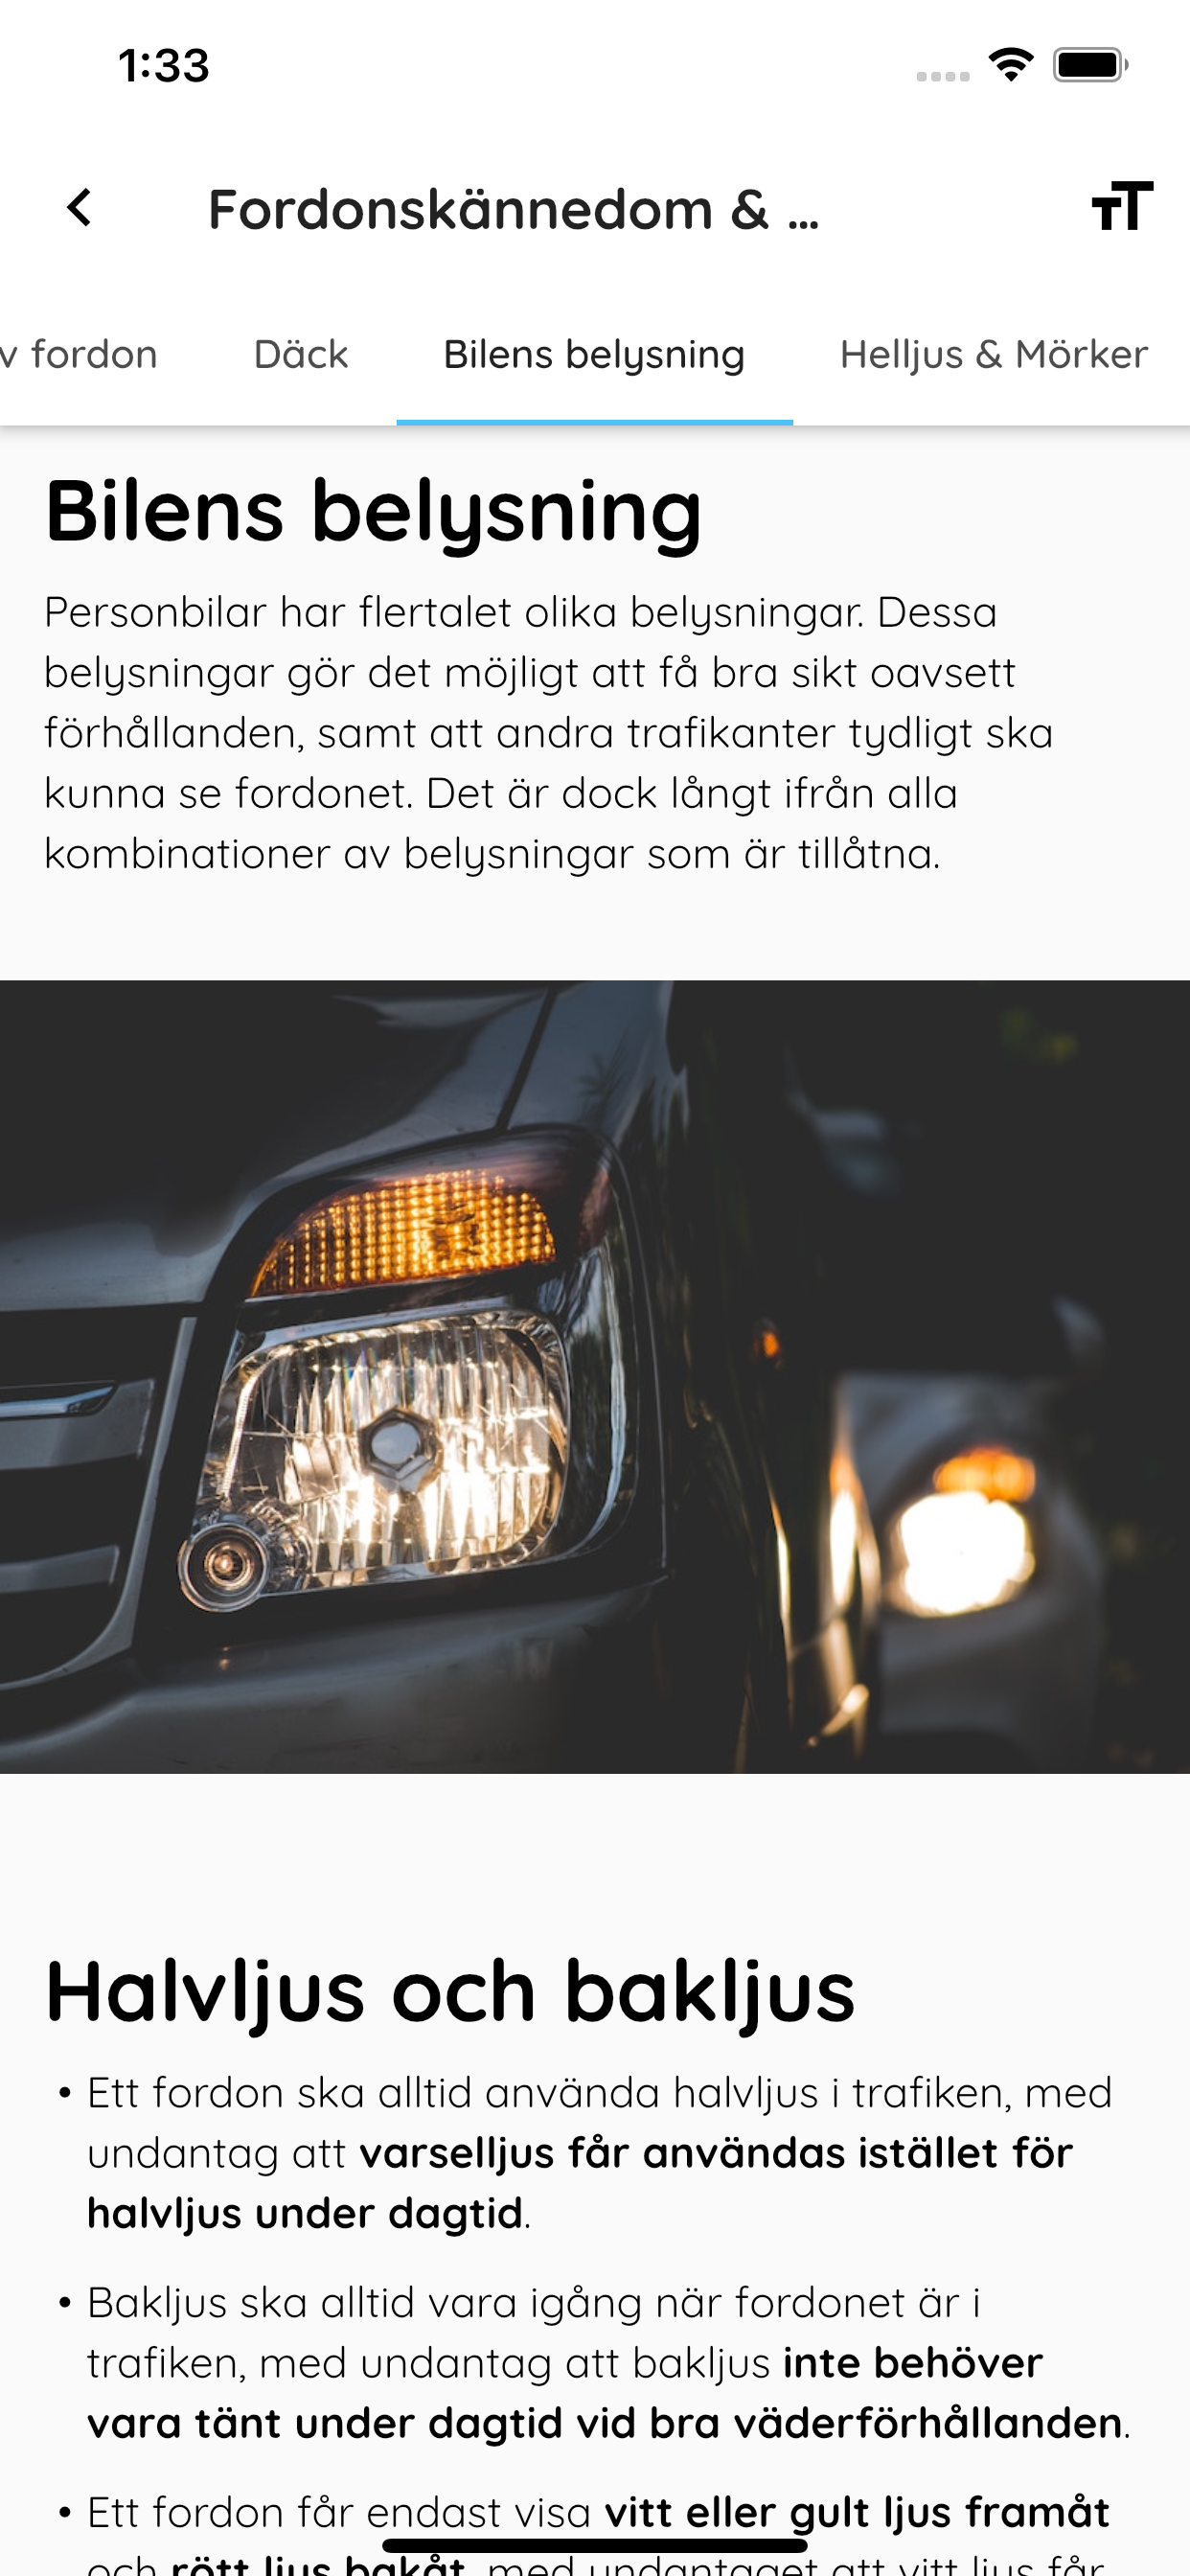 1:33
Fordonskännedom & ...
v fordon Däck Bilens belysning Helljus & Mörker
Bilens belysning
Personbilar har flertalet olika belysningar. Dessa
belysningar gör det möjligt att få bra sikt oavsett
förhållanden, samt att andra trafikanter tydligt ska
kunna se fordonet. Det är dock långt ifrån alla
kombinationer av belysningar som är tillåtna.
Halvljus och bakljus
• Ett fordon ska alltid använda halvljus i trafiken, med
undantag att varselljus får användas istället för
halvljus under dagtid.
• Bakljus ska alltid vara igång när fordonet är i
trafiken, med undantag att bakljus inte behöver
vara tänt under dagtid vid bra väderförhållanden.
• Ett fordon får endast visa vitt eller gult ljus framåt
och rött ljus bakåt, med undantaget att vitt ljus får